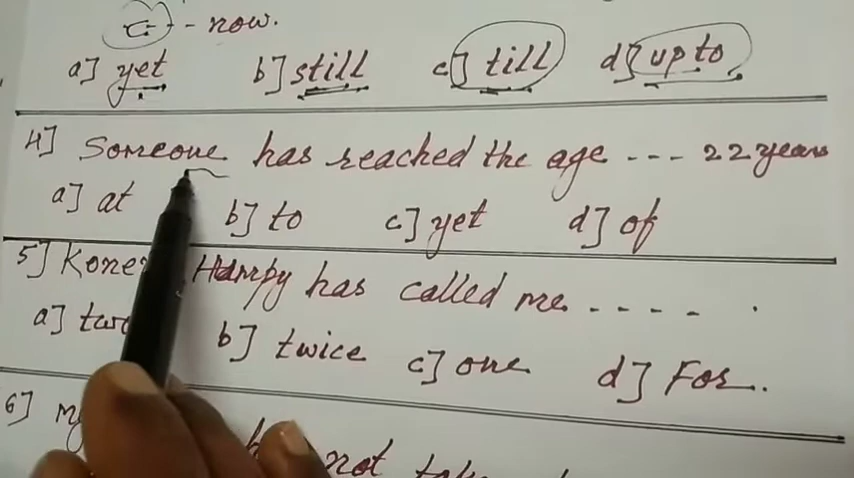 - - now.
a] yet b] still c] till d] up to
4] Someone has reached the age --- 22 years
a] at b] to c] yet d] of
5] Hampy has called me - - - - .
a] b] twice c] one d] For.
6] not